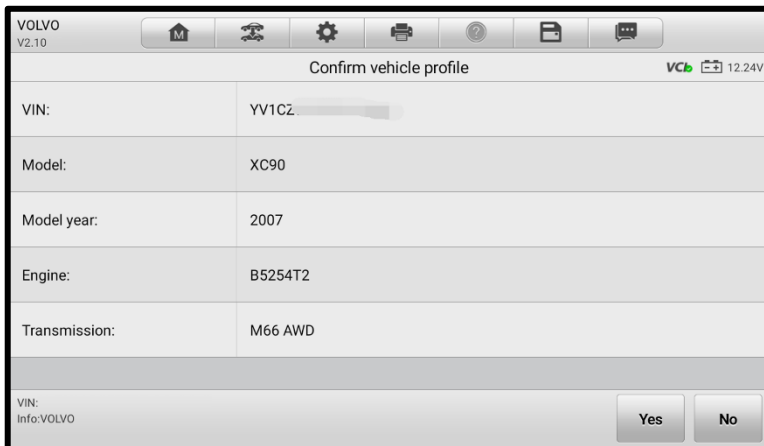 VOLVO
V2.10
M
Confirm vehicle profile
VCI 12.24V
VIN: YV1CZ
Model: XC90
Model year: 2007
Engine: B5254T2
Transmission: M66 AWD
VIN:
Info:VOLVO
Yes No